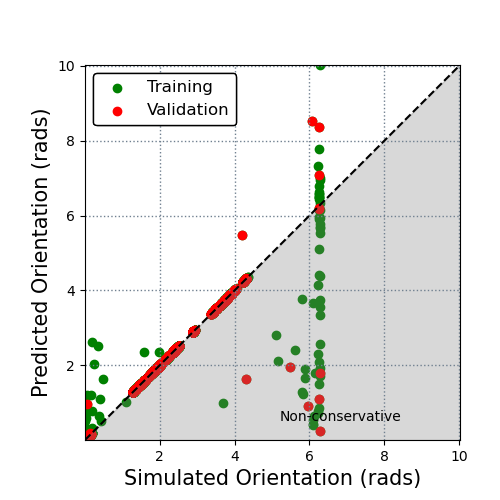 10
8
6
4
2
Predicted Orientation (rads)
Training
Validation
Non-conservative
2
4
6
8
10
Simulated Orientation (rads)